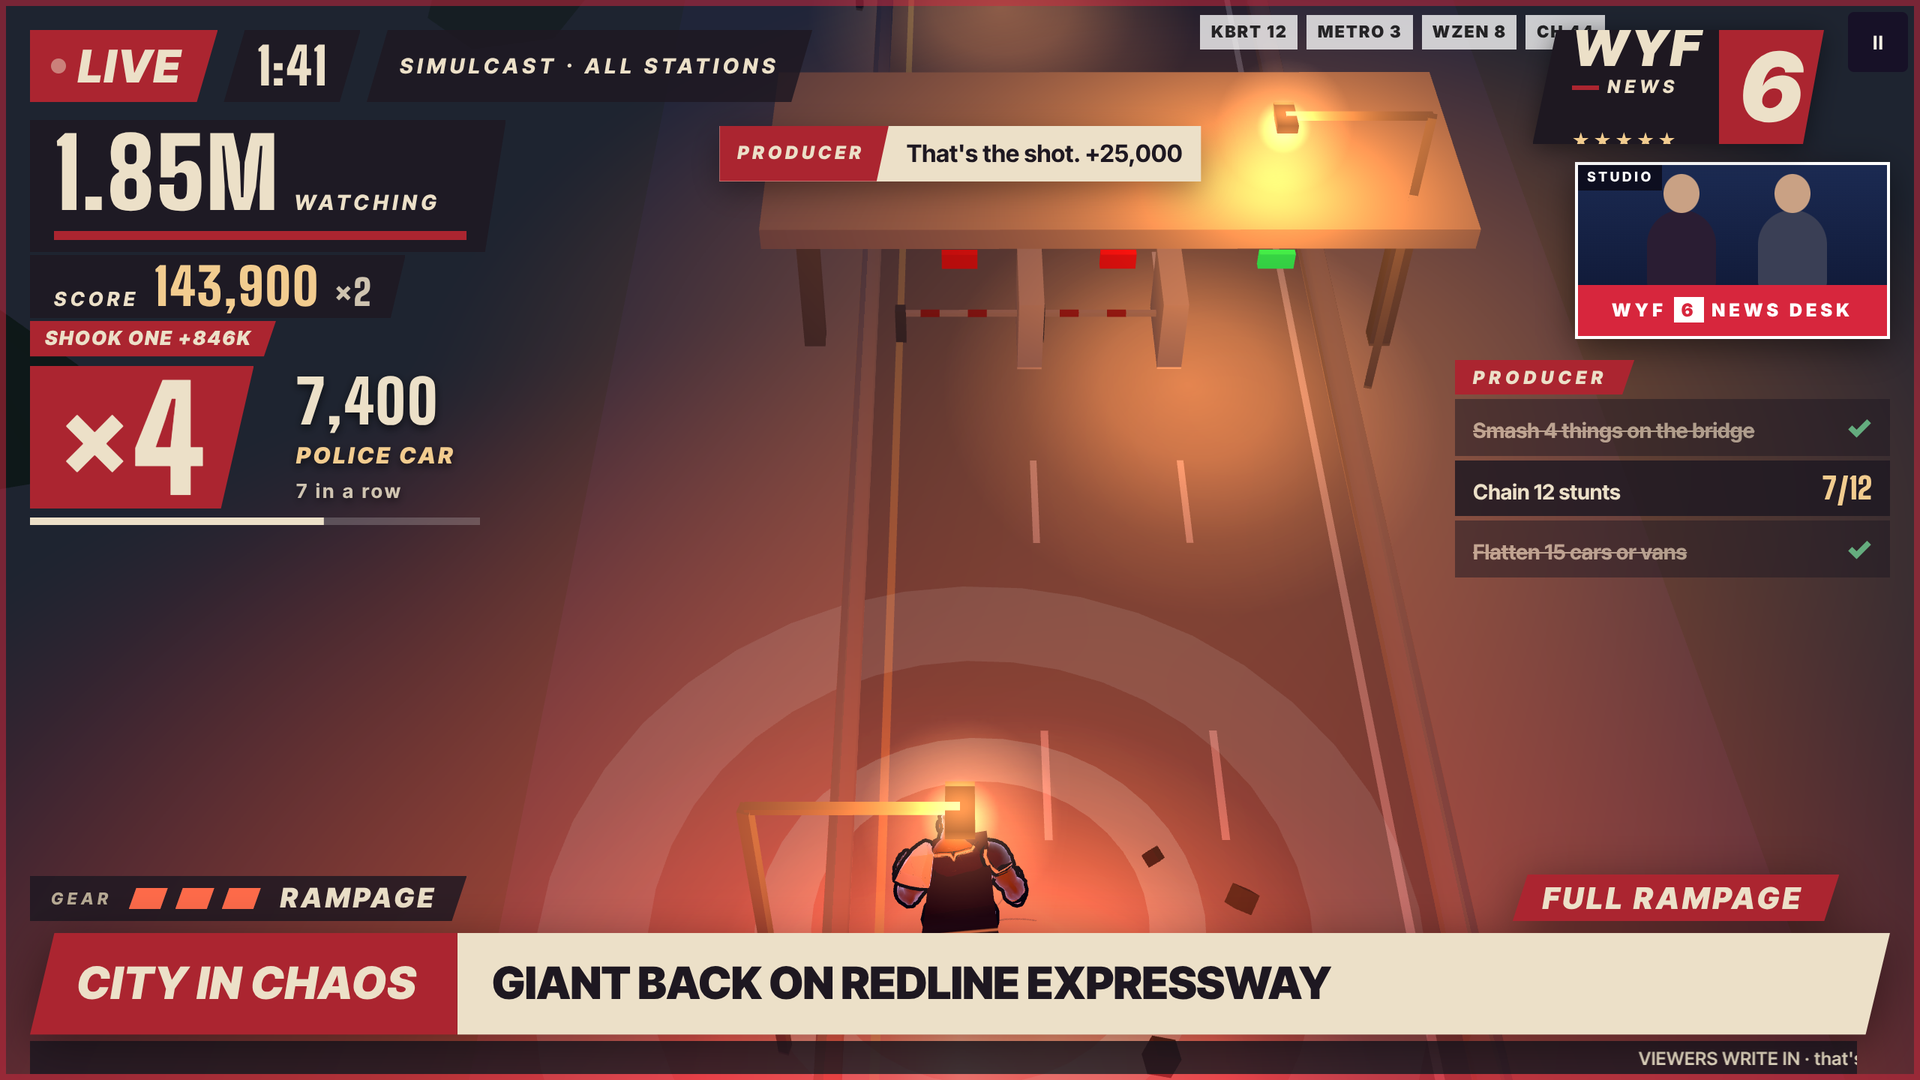 LIVE
1:41
SIMULCAST · ALL STATIONS
KBRT 12
METRO 3
WZEN 8
WYF
NEWS
6
1.85M WATCHING
PRODUCER
That's the shot. +25,000
STUDIO
SCORE 143,900 ×2
WYF 6 NEWS DESK
SHOOK ONE +846K
×4
7,400
POLICE CAR
7 in a row
PRODUCER
Smash 4 things on the bridge
Chain 12 stunts 7/12
Flatten 15 cars or vans
GEAR RAMPAGE
FULL RAMPAGE
CITY IN CHAOS
GIANT BACK ON REDLINE EXPRESSWAY
VIEWERS WRITE IN · that's